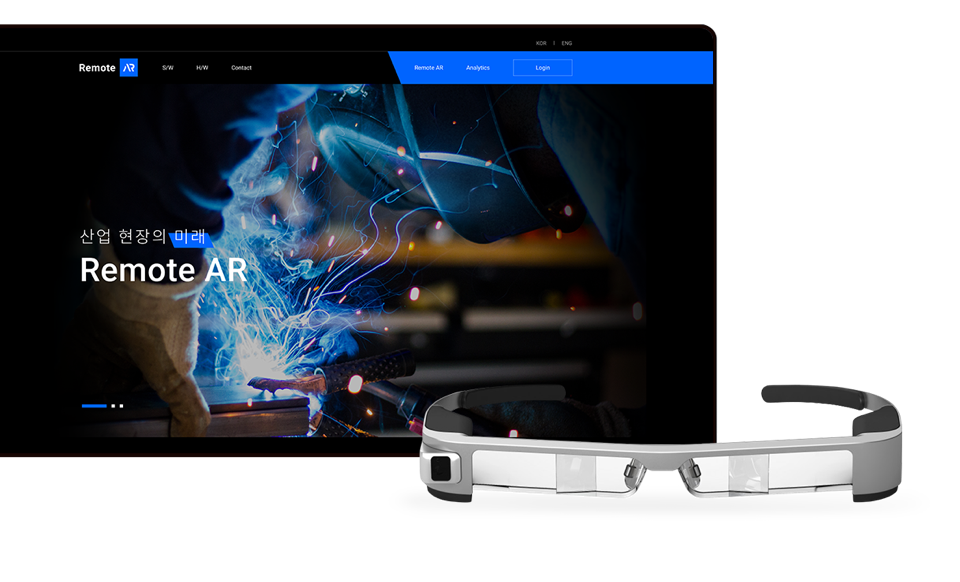 KOR | ENG
Remote AR S/W H/W Contact Remote AR Analytics Login
산업 현장의 미래
Remote AR